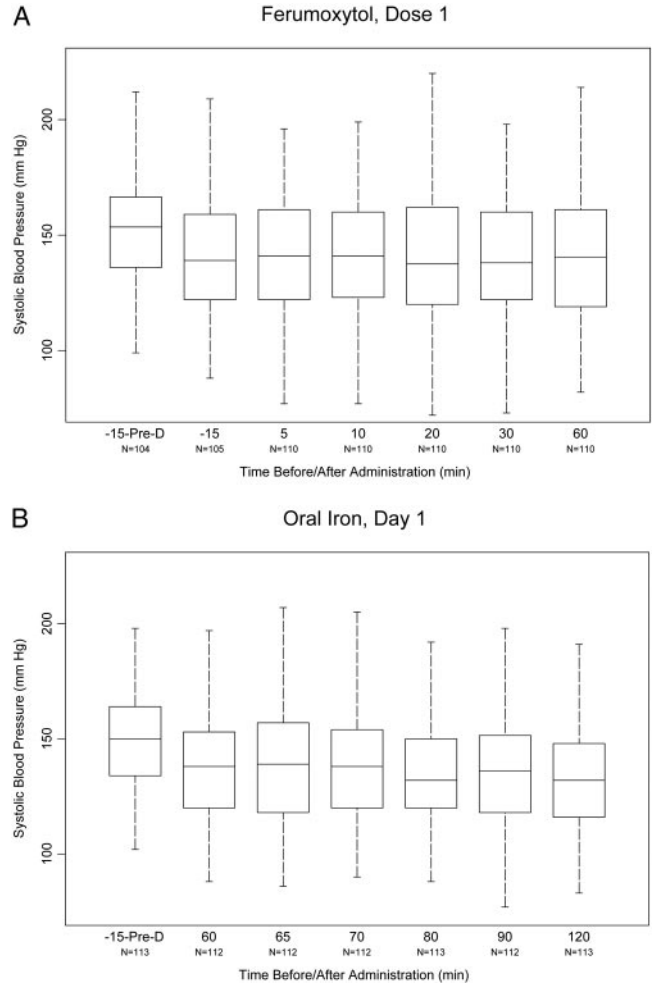 A
Ferumoxytol, Dose 1
Systolic Blood Pressure (mm Hg)
200
150
100
-15-Pre-D -15 5 10 20 30 60
N=104 N=105 N=110 N=110 N=110 N=110 N=110
Time Before/After Administration (min)
B
Oral Iron, Day 1
Systolic Blood Pressure (mm Hg)
200
150
100
-15-Pre-D 60 65 70 80 90 120
N=113 N=112 N=112 N=112 N=113 N=112 N=113
Time Before/After Administration (min)